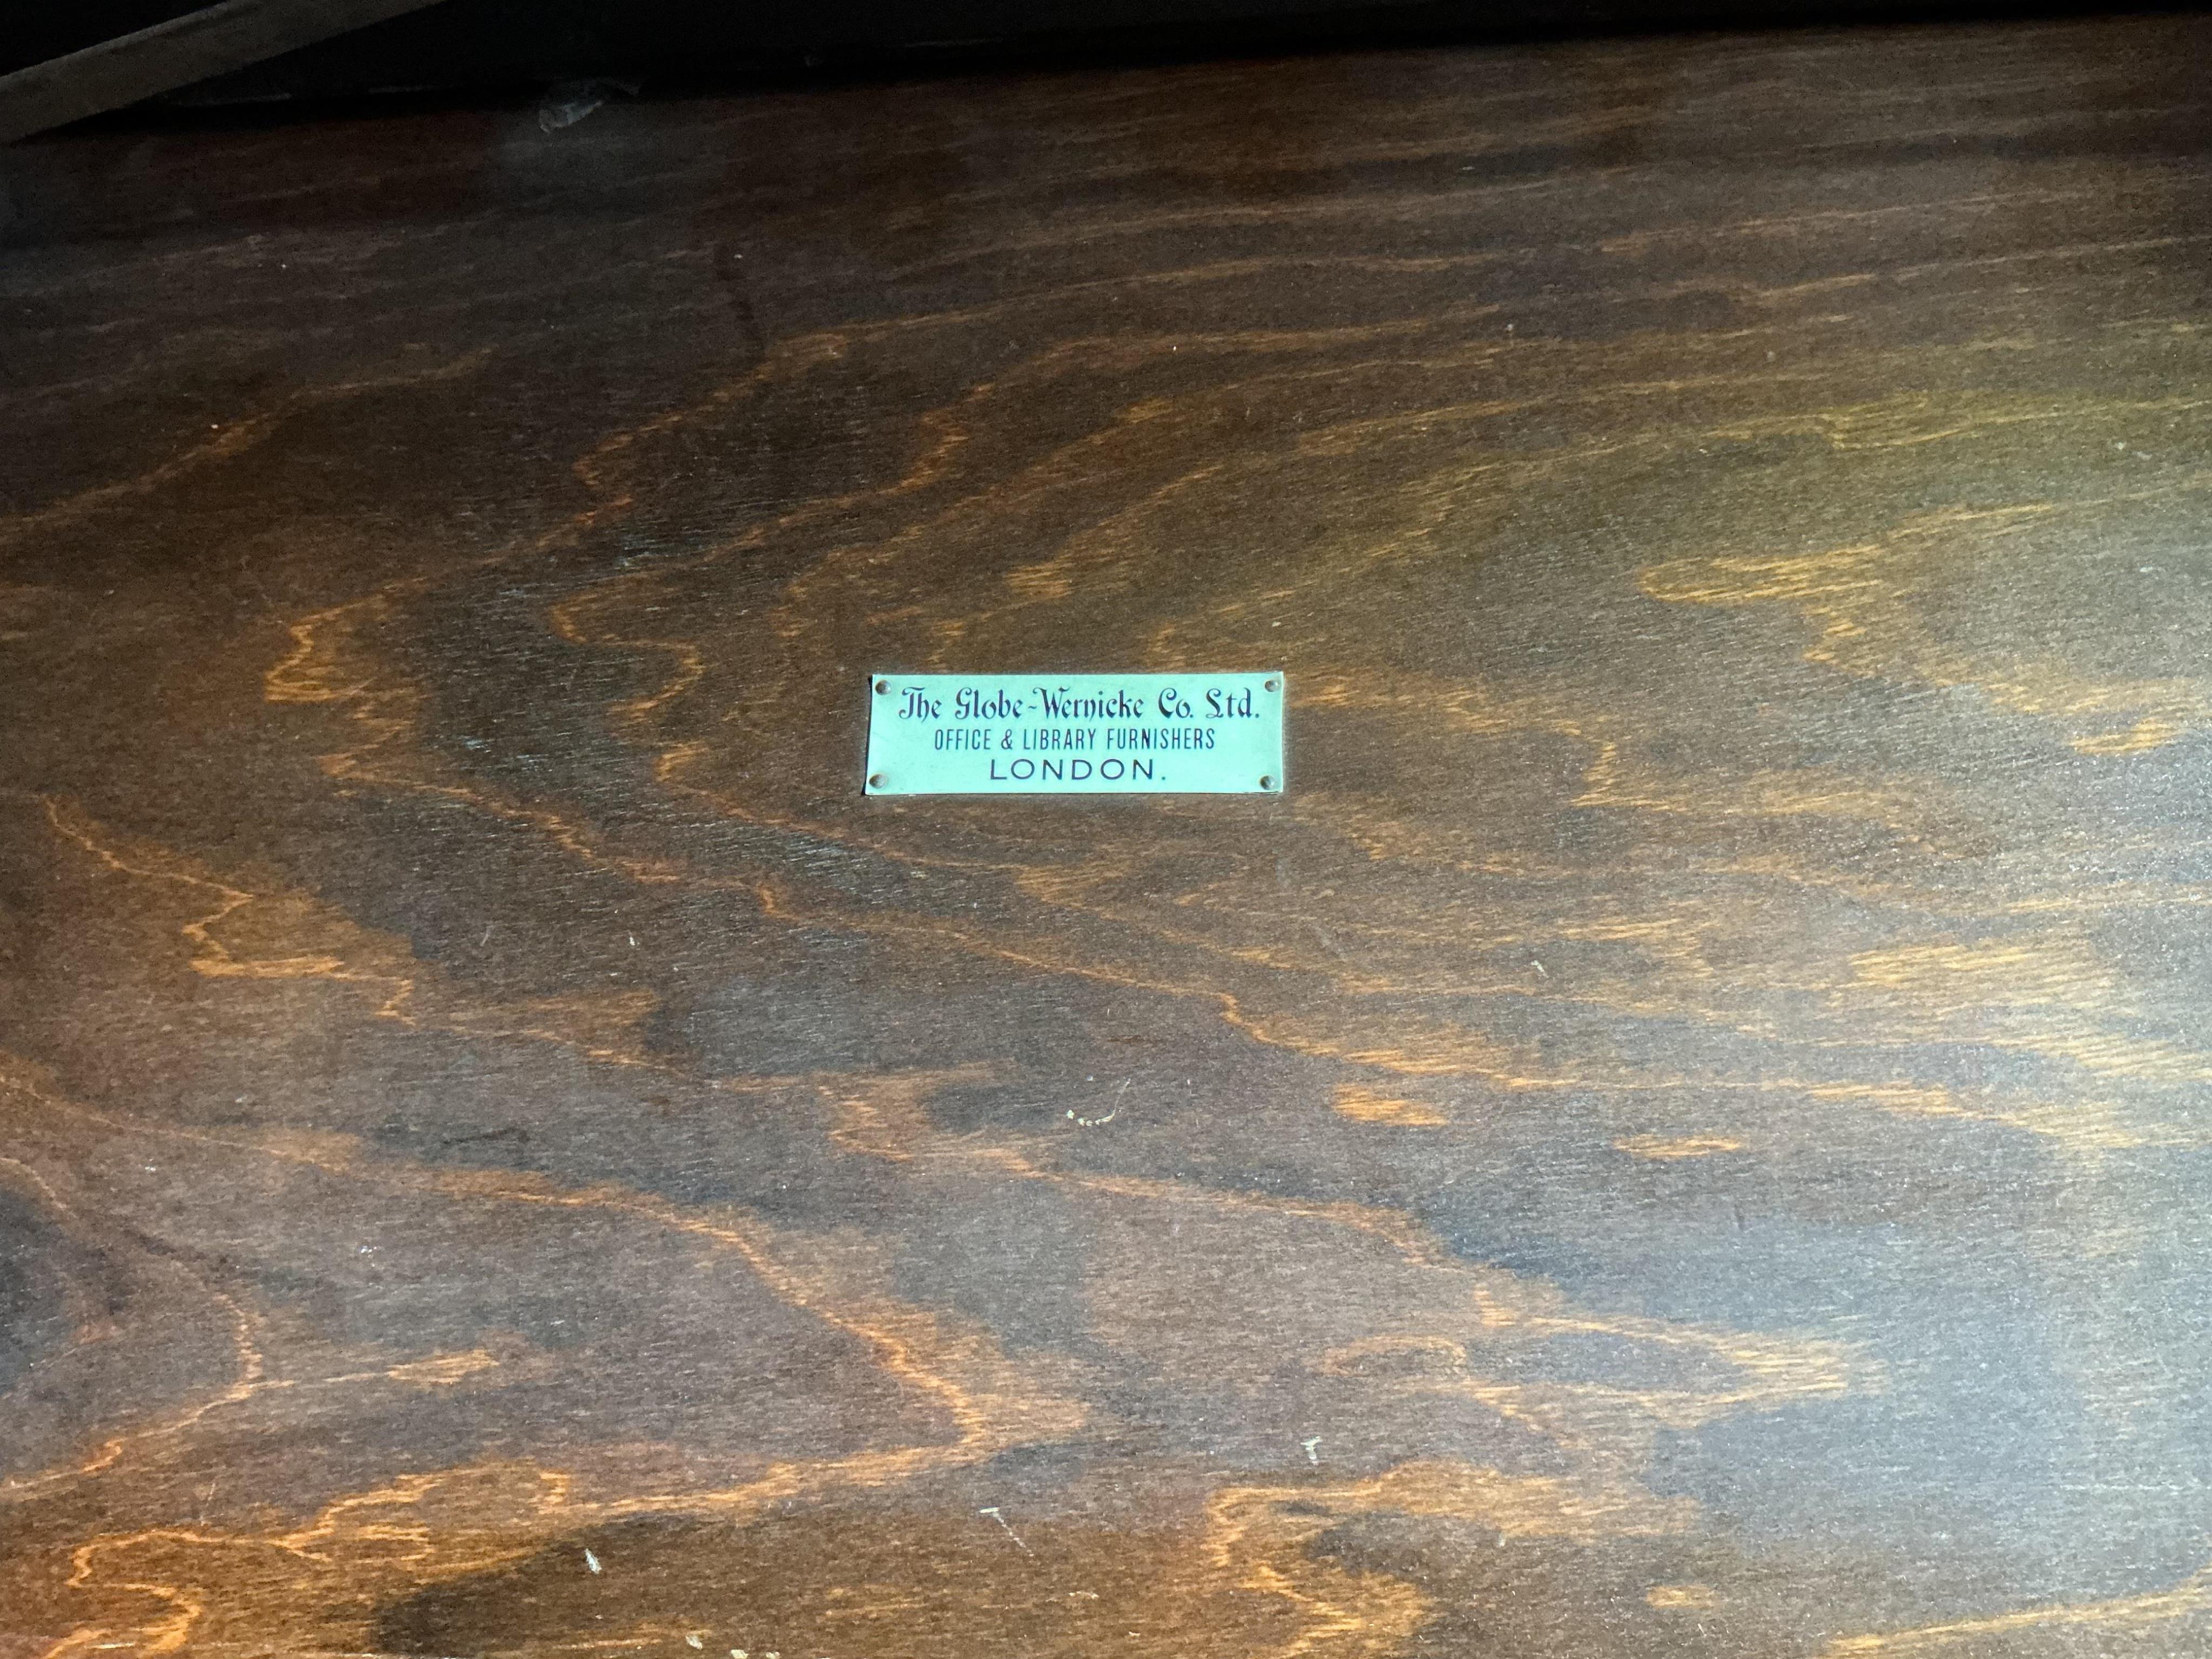 The Globe-Wernicke Co. Ltd.
OFFICE & LIBRARY FURNISHERS
LONDON.